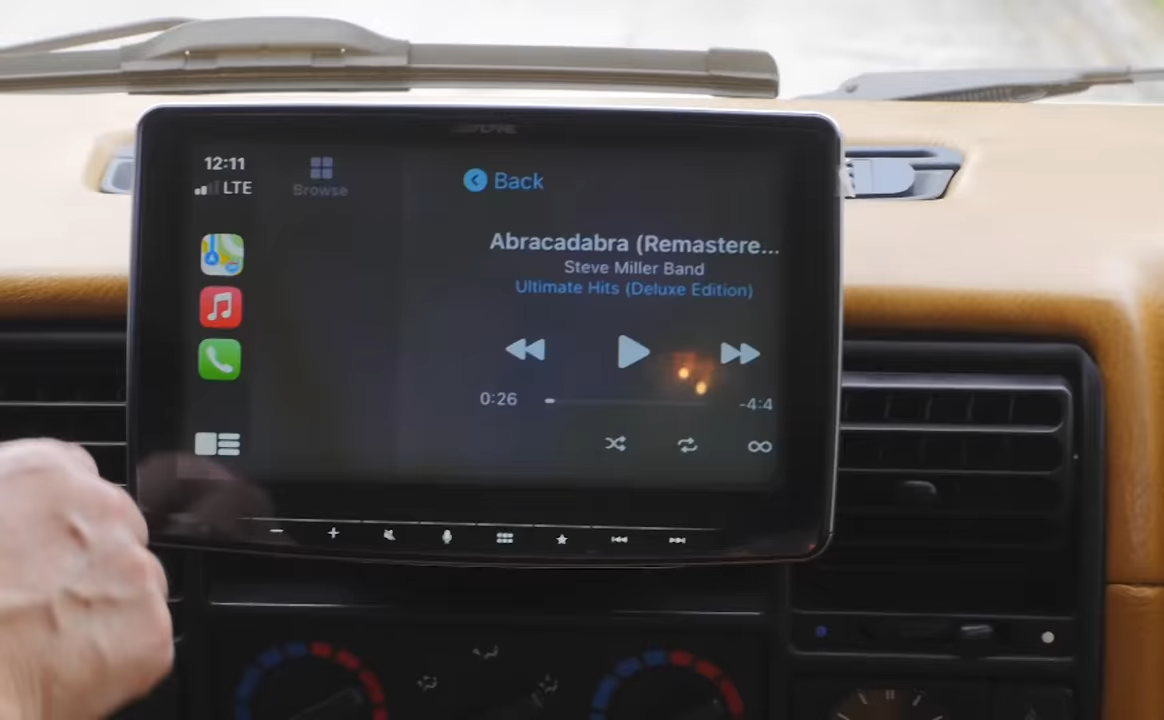 12:11
LTE
Browse
Back
Abracadabra (Remastere...
Steve Miller Band
Ultimate Hits (Deluxe Edition)
0:26
-4:4